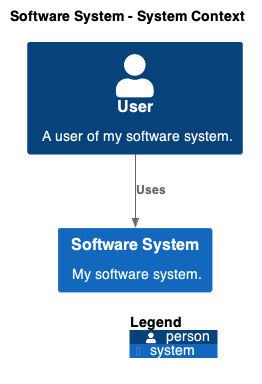 Software System - System Context
User
A user of my software system.
Uses
Software System
My software system.
Legend
person
system